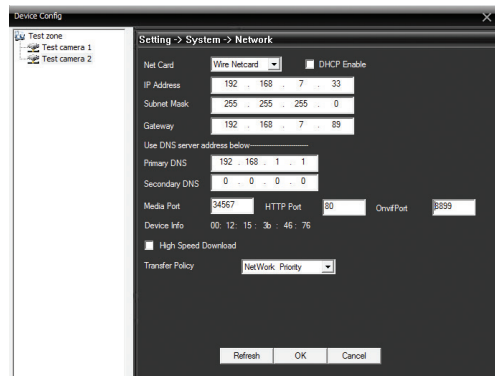 Device Config
Test zone
Test camera 1
Test camera 2
Setting -> System -> Network
Net Card Wire Netcard DHCP Enable
IP Address 192 . 168 . 7 . 33
Subnet Mask 255 . 255 . 255 . 0
Gateway 192 . 168 . 7 . 89
Use DNS server address below
Primary DNS 192 . 168 . 1 . 1
Secondary DNS 0 . 0 . 0 . 0
Media Port 34567 HTTP Port 80 OnvifPort 8899
Device Info 00: 12: 15: 3b: 46: 76
High Speed Download
Transfer Policy NetWork Priority
Refresh OK Cancel